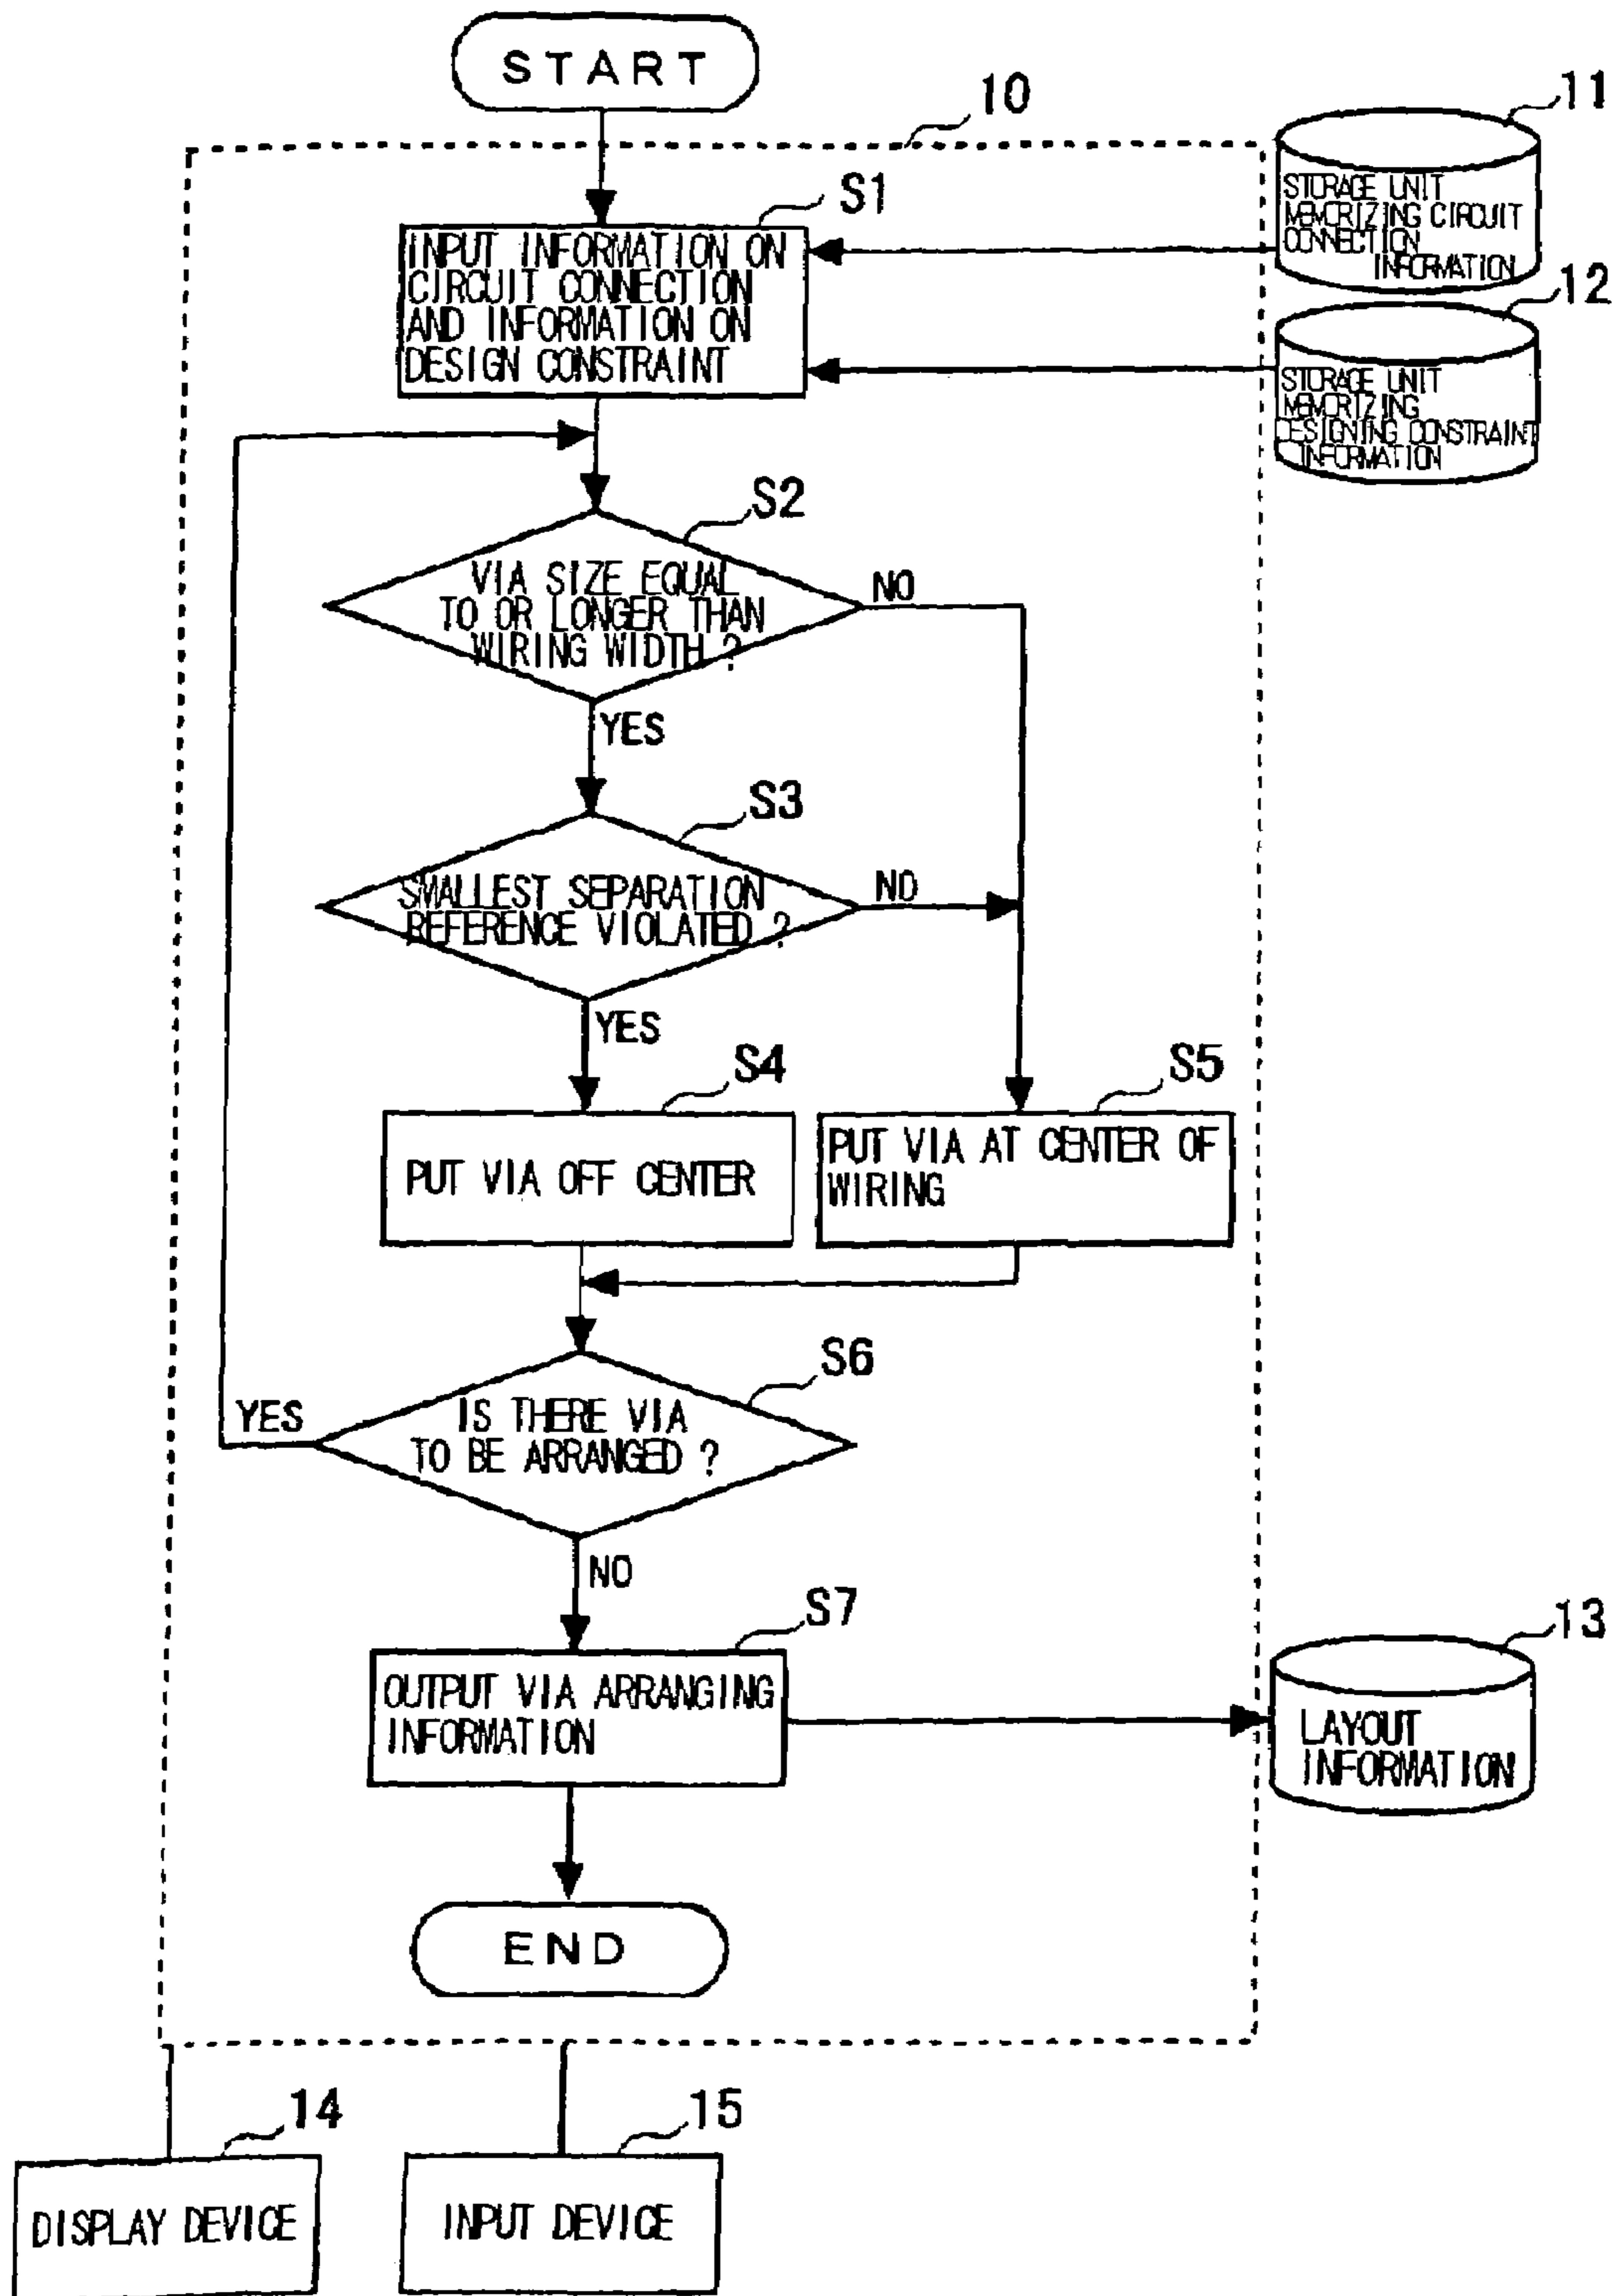 START
10
11
STORAGE UNIT
MEMORIZING CIRCUIT
CONNECTION
INFORMATION
S1
INPUT INFORMATION ON
CIRCUIT CONNECTION
AND INFORMATION ON
DESIGN CONSTRAINT
12
STORAGE UNIT
MEMORIZING
DESIGNING CONSTRAINT
INFORMATION
S2
VIA SIZE EQUAL
TO OR LONGER THAN
WIRING WIDTH ?
NO
YES
S3
SMALLEST SEPARATION
REFERENCE VIOLATED ?
NO
YES
S4
PUT VIA OFF CENTER
S5
PUT VIA AT CENTER OF
WIRING
S6
IS THERE VIA
TO BE ARRANGED ?
YES
NO
S7
OUTPUT VIA ARRANGING
INFORMATION
13
LAYOUT
INFORMATION
END
14
DISPLAY DEVICE
15
INPUT DEVICE